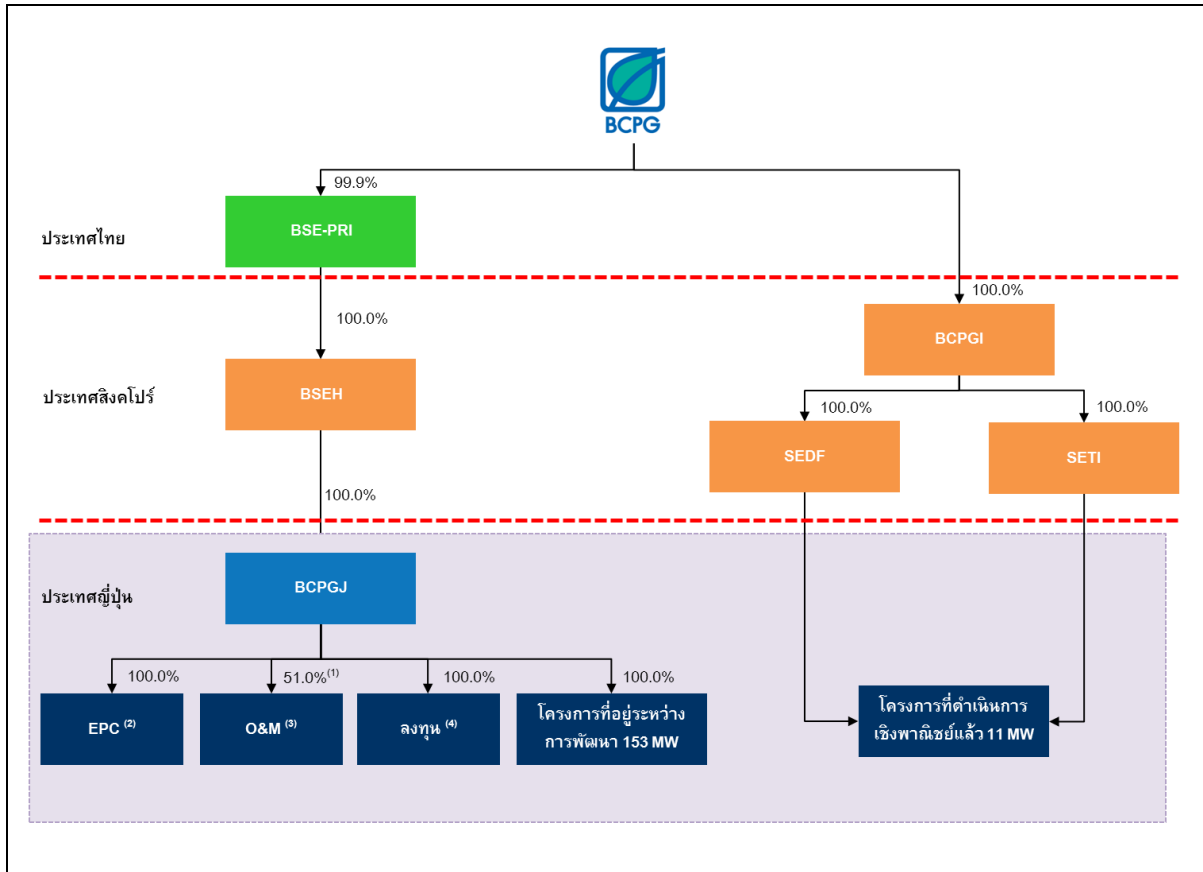 BCPG
99.9%
BSE-PRI
ประเทศไทย
100.0%
100.0%
BCPGI
ประเทศสิงคโปร์
BSEH
100.0%
100.0%
SEDF
SETI
100.0%
ประเทศญี่ปุ่น
BCPGJ
100.0%
51.0%(1)
100.0%
100.0%
EPC (2)
O&M (3)
ลงทุน (4)
โครงการที่อยู่ระหว่าง
การพัฒนา 153 MW
โครงการที่ดำเนินการ
เชิงพาณิชย์แล้ว 11 MW